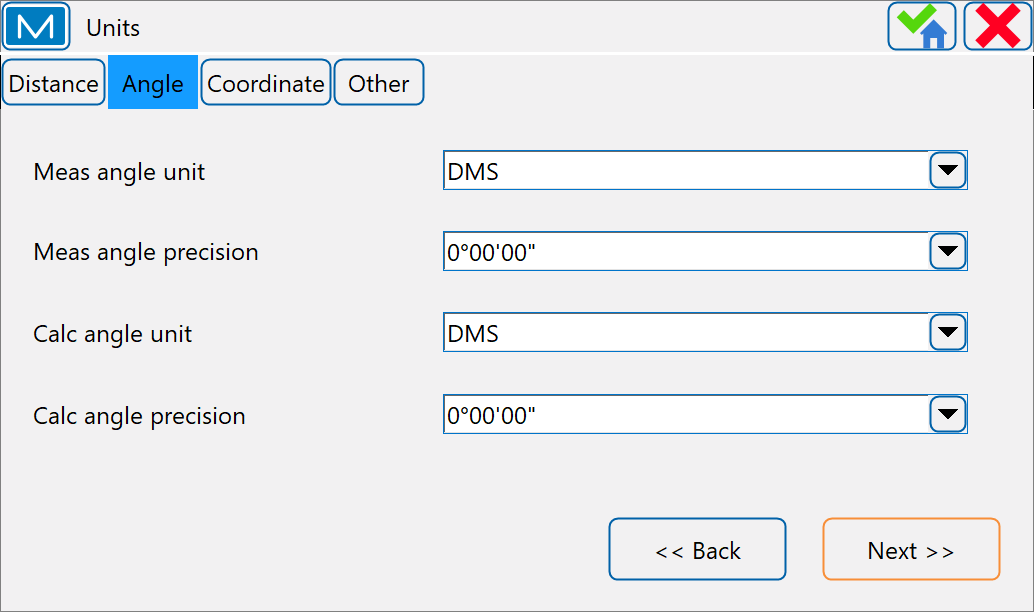 Units
Distance Angle Coordinate Other
Meas angle unit DMS
Meas angle precision 0°00'00"
Calc angle unit DMS
Calc angle precision 0°00'00"
<< Back Next >>